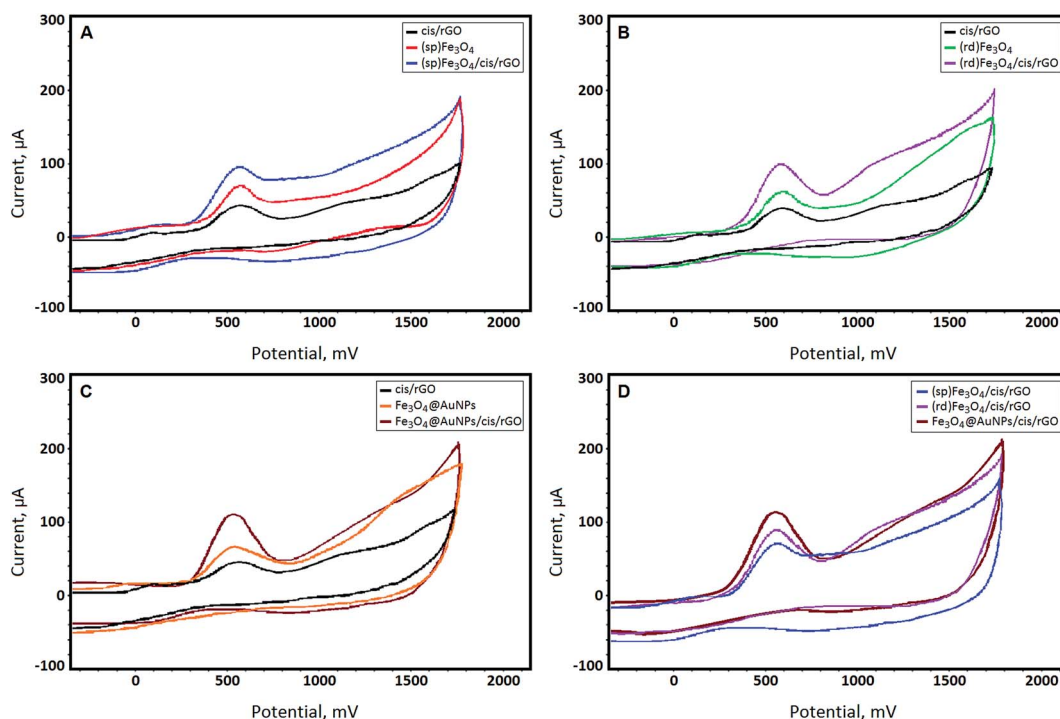 A
cis/rGO
(sp)Fe₃O₄
(sp)Fe₃O₄/cis/rGO
300
200
100
0
-100
Current, µA
0 500 1000 1500 2000
Potential, mV
B
cis/rGO
(rd)Fe₃O₄
(rd)Fe₃O₄/cis/rGO
300
200
100
0
-100
Current, µA
0 500 1000 1500 2000
Potential, mV
C
cis/rGO
Fe₃O₄@AuNPs
Fe₃O₄@AuNPs/cis/rGO
300
200
100
0
-100
Current, µA
0 500 1000 1500 2000
Potential, mV
D
(sp)Fe₃O₄/cis/rGO
(rd)Fe₃O₄/cis/rGO
Fe₃O₄@AuNPs/cis/rGO
300
200
100
0
-100
Current, µA
0 500 1000 1500 2000
Potential, mV